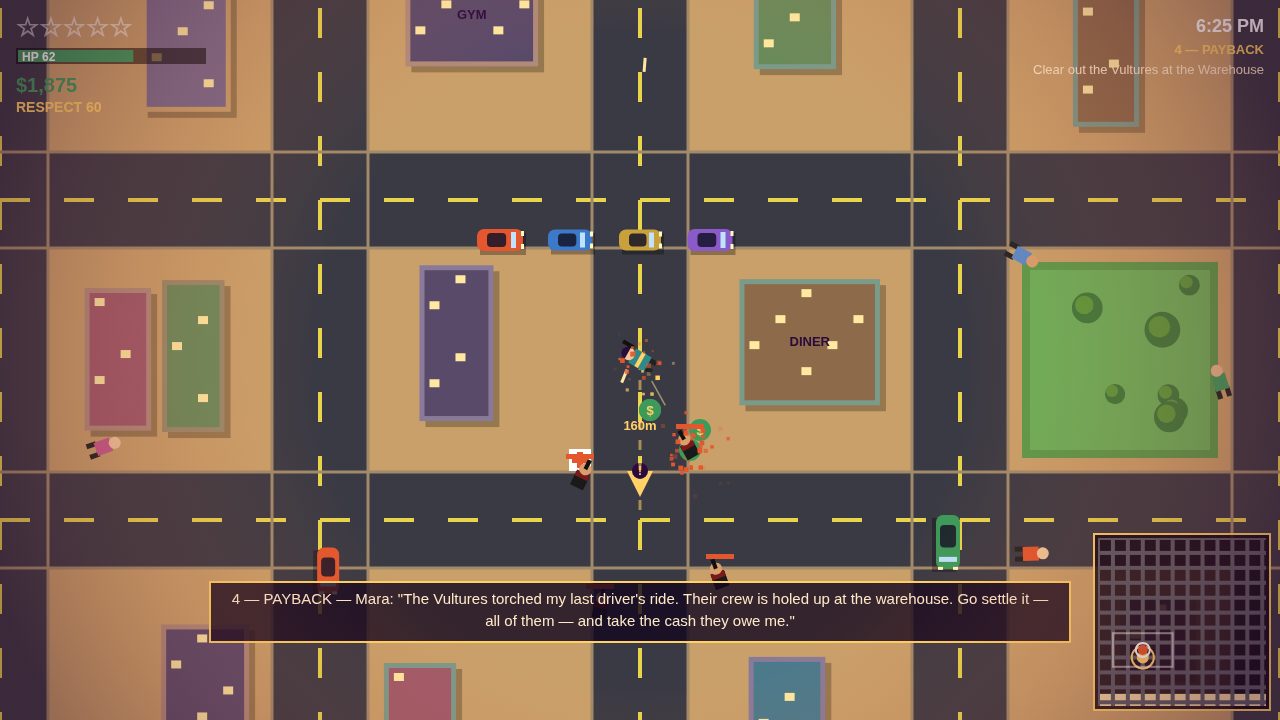 ☆☆☆☆☆
HP 62
$1,875
RESPECT 60
GYM
6:25 PM
4 — PAYBACK
Clear out the Vultures at the Warehouse
DINER
$
160m
4 — PAYBACK — Mara: "The Vultures torched my last driver's ride. Their crew is holed up at the warehouse. Go settle it —
all of them — and take the cash they owe me."